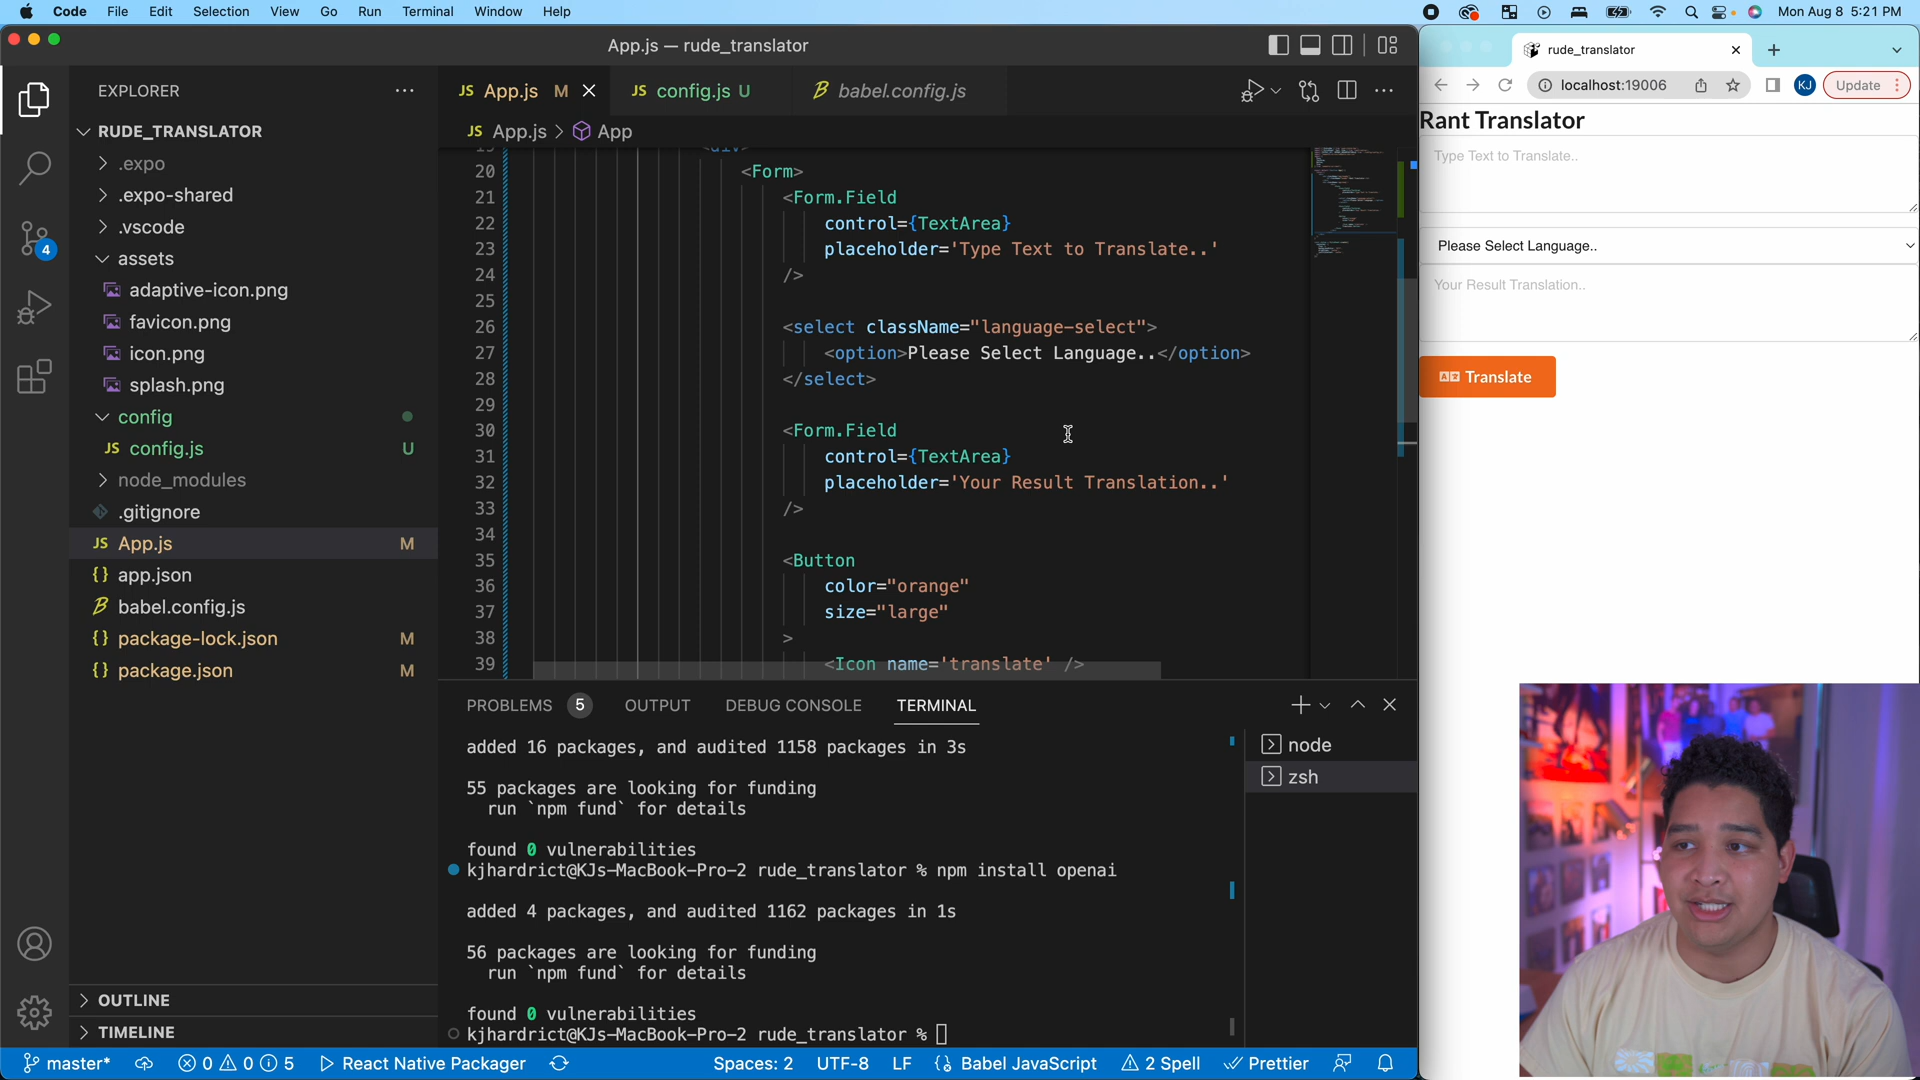 Code File Edit Selection View Go Run Terminal Window Help
Mon Aug 8 5:21 PM
App.js — rude_translator
rude_translator
localhost:19006
KJ
Update
EXPLORER
RUDE_TRANSLATOR
.expo
.expo-shared
.vscode
4
assets
adaptive-icon.png
favicon.png
icon.png
splash.png
config
JS config.js U
node_modules
.gitignore
JS App.js M
{} app.json
babel.config.js
{} package-lock.json M
{} package.json M
OUTLINE
TIMELINE
JS App.js M
JS config.js U
babel.config.js
JS App.js > App
19 <div>
20 <Form>
21 <Form.Field
22 control={TextArea}
23 placeholder='Type Text to Translate..'
24 />
25
26 <select className="language-select">
27 <option>Please Select Language..</option>
28 </select>
29
30 <Form.Field
31 control={TextArea}
32 placeholder='Your Result Translation..'
33 />
34
35 <Button
36 color="orange"
37 size="large"
38 >
39 <Icon name='translate' />
PROBLEMS 5 OUTPUT DEBUG CONSOLE TERMINAL
added 16 packages, and audited 1158 packages in 3s
55 packages are looking for funding
run `npm fund` for details
found 0 vulnerabilities
kjhardrict@KJs-MacBook-Pro-2 rude_translator % npm install openai
added 4 packages, and audited 1162 packages in 1s
56 packages are looking for funding
run `npm fund` for details
found 0 vulnerabilities
kjhardrict@KJs-MacBook-Pro-2 rude_translator %
node
zsh
master* 0 0 5 React Native Packager
Spaces: 2 UTF-8 LF {} Babel JavaScript 2 Spell Prettier
Rant Translator
Type Text to Translate..
Please Select Language..
Your Result Translation..
Translate